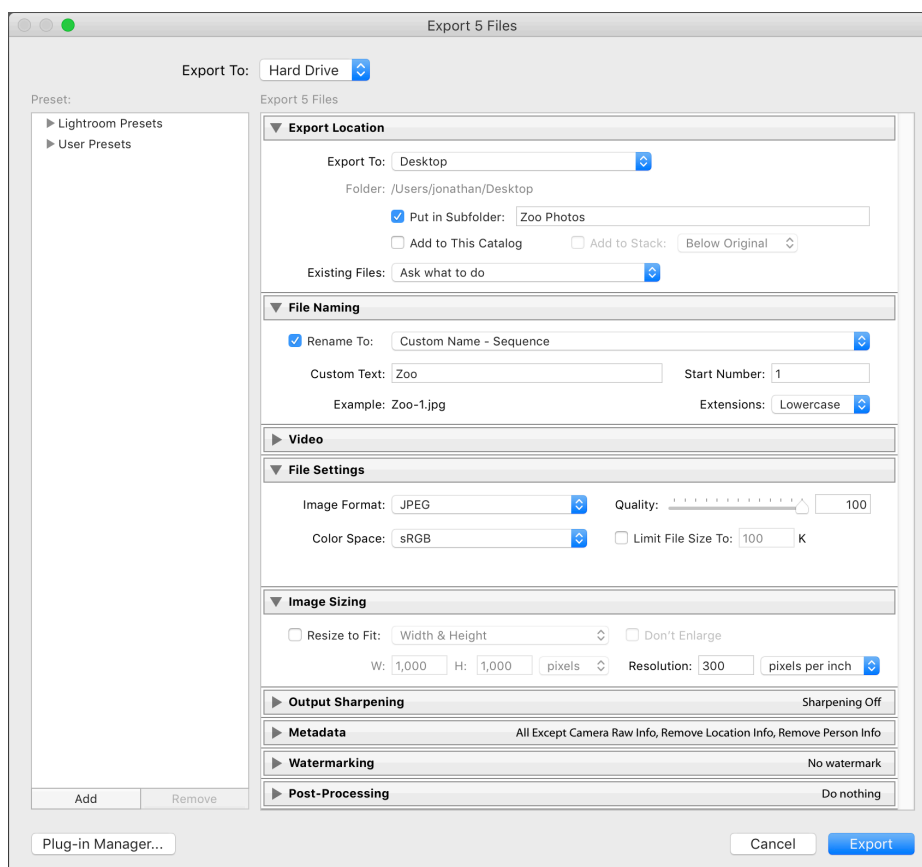 Export 5 Files
Export To: Hard Drive
Preset:
Lightroom Presets
User Presets
Add Remove
Export 5 Files
Export Location
Export To: Desktop
Folder: /Users/jonathan/Desktop
Put in Subfolder: Zoo Photos
Add to This Catalog Add to Stack: Below Original
Existing Files: Ask what to do
File Naming
Rename To: Custom Name - Sequence
Custom Text: Zoo Start Number: 1
Example: Zoo-1.jpg Extensions: Lowercase
Video
File Settings
Image Format: JPEG Quality: 100
Color Space: sRGB Limit File Size To: 100 K
Image Sizing
Resize to Fit: Width & Height Don't Enlarge
W: 1,000 H: 1,000 pixels Resolution: 300 pixels per inch
Output Sharpening Sharpening Off
Metadata All Except Camera Raw Info, Remove Location Info, Remove Person Info
Watermarking No watermark
Post-Processing Do nothing
Plug-in Manager... Cancel Export